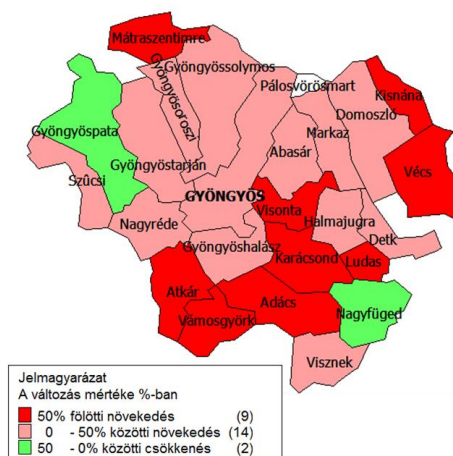 Mátraszentimre
Gyöngyössolymos
Gyöngyösoroszi
Pálosvörösmart
Kisnána
Domoszló
Markaz
Gyöngyöspata
Abasár
Gyöngyöstarján
Vécs
Szûcsi
GYÖNGYÖS
Visonta
Nagyréde
Halmajugra
Detk
Gyöngyöshalász
Karácsond
Ludas
Atkár
Adács
Vámosgyörk
Nagyfüged
Visznek
Jelmagyarázat
A változás mértéke %-ban
50% fölötti növekedés (9)
0 - 50% közötti növekedés (14)
50 - 0% közötti csökkenés (2)